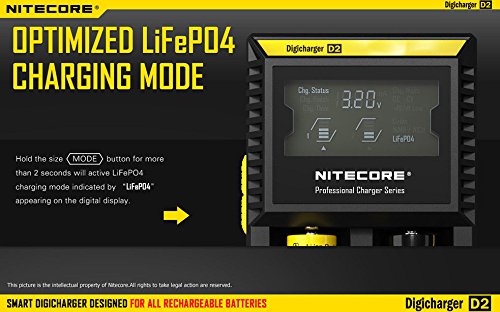 NITECORE®
Digicharger D2
OPTIMIZED LiFePO4
CHARGING MODE
Hold the size MODE button for more
than 2 seconds will active LiFePO4
charging mode indicated by "LiFePO4"
appearing on the digital display.
Digicharger D2
Chg. Status
3.20v
LiFePO4
NITECORE®
Professional Charger Series
This picture is the intellectual property of Nitecore.All rights to take legal action are reserved.
SMART DIGICHARGER DESIGNED FOR ALL RECHARGEABLE BATTERIES
Digicharger D2